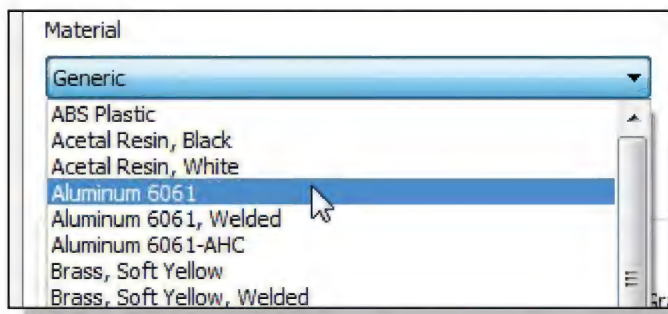 Material
Generic
ABS Plastic
Acetal Resin, Black
Acetal Resin, White
Aluminum 6061
Aluminum 6061, Welded
Aluminum 6061-AHC
Brass, Soft Yellow
Brass, Soft Yellow, Welded